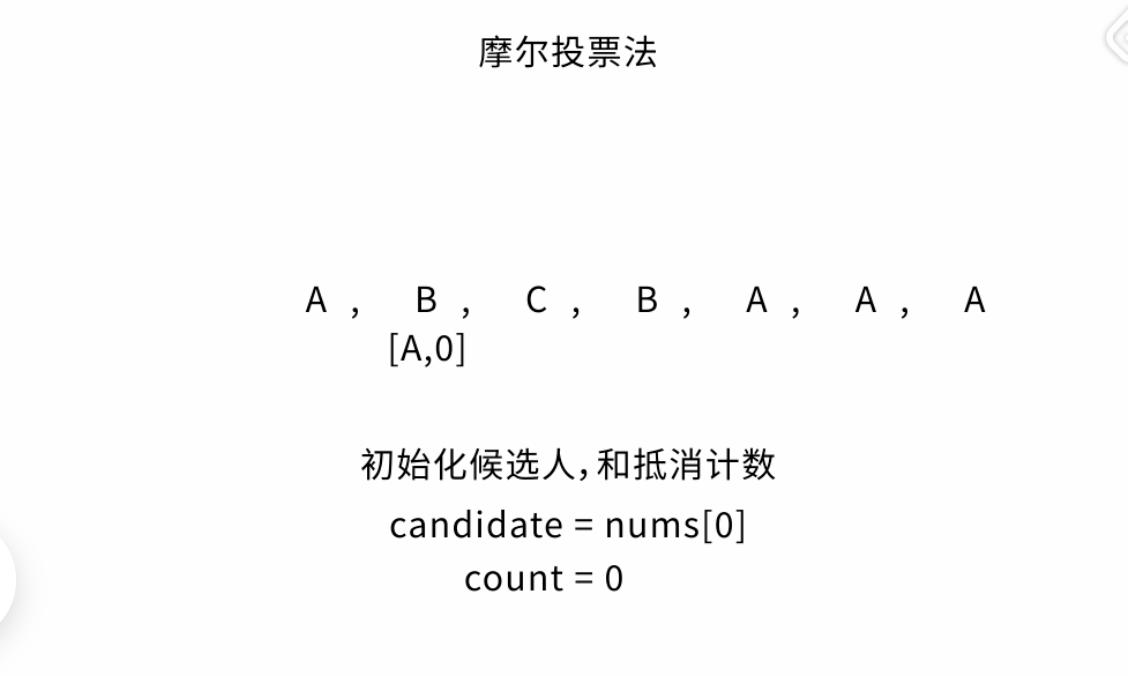 摩尔投票法
A , B , C , B , A , A , A
[A,0]
初始化候选人,和抵消计数
candidate = nums[0]
count = 0